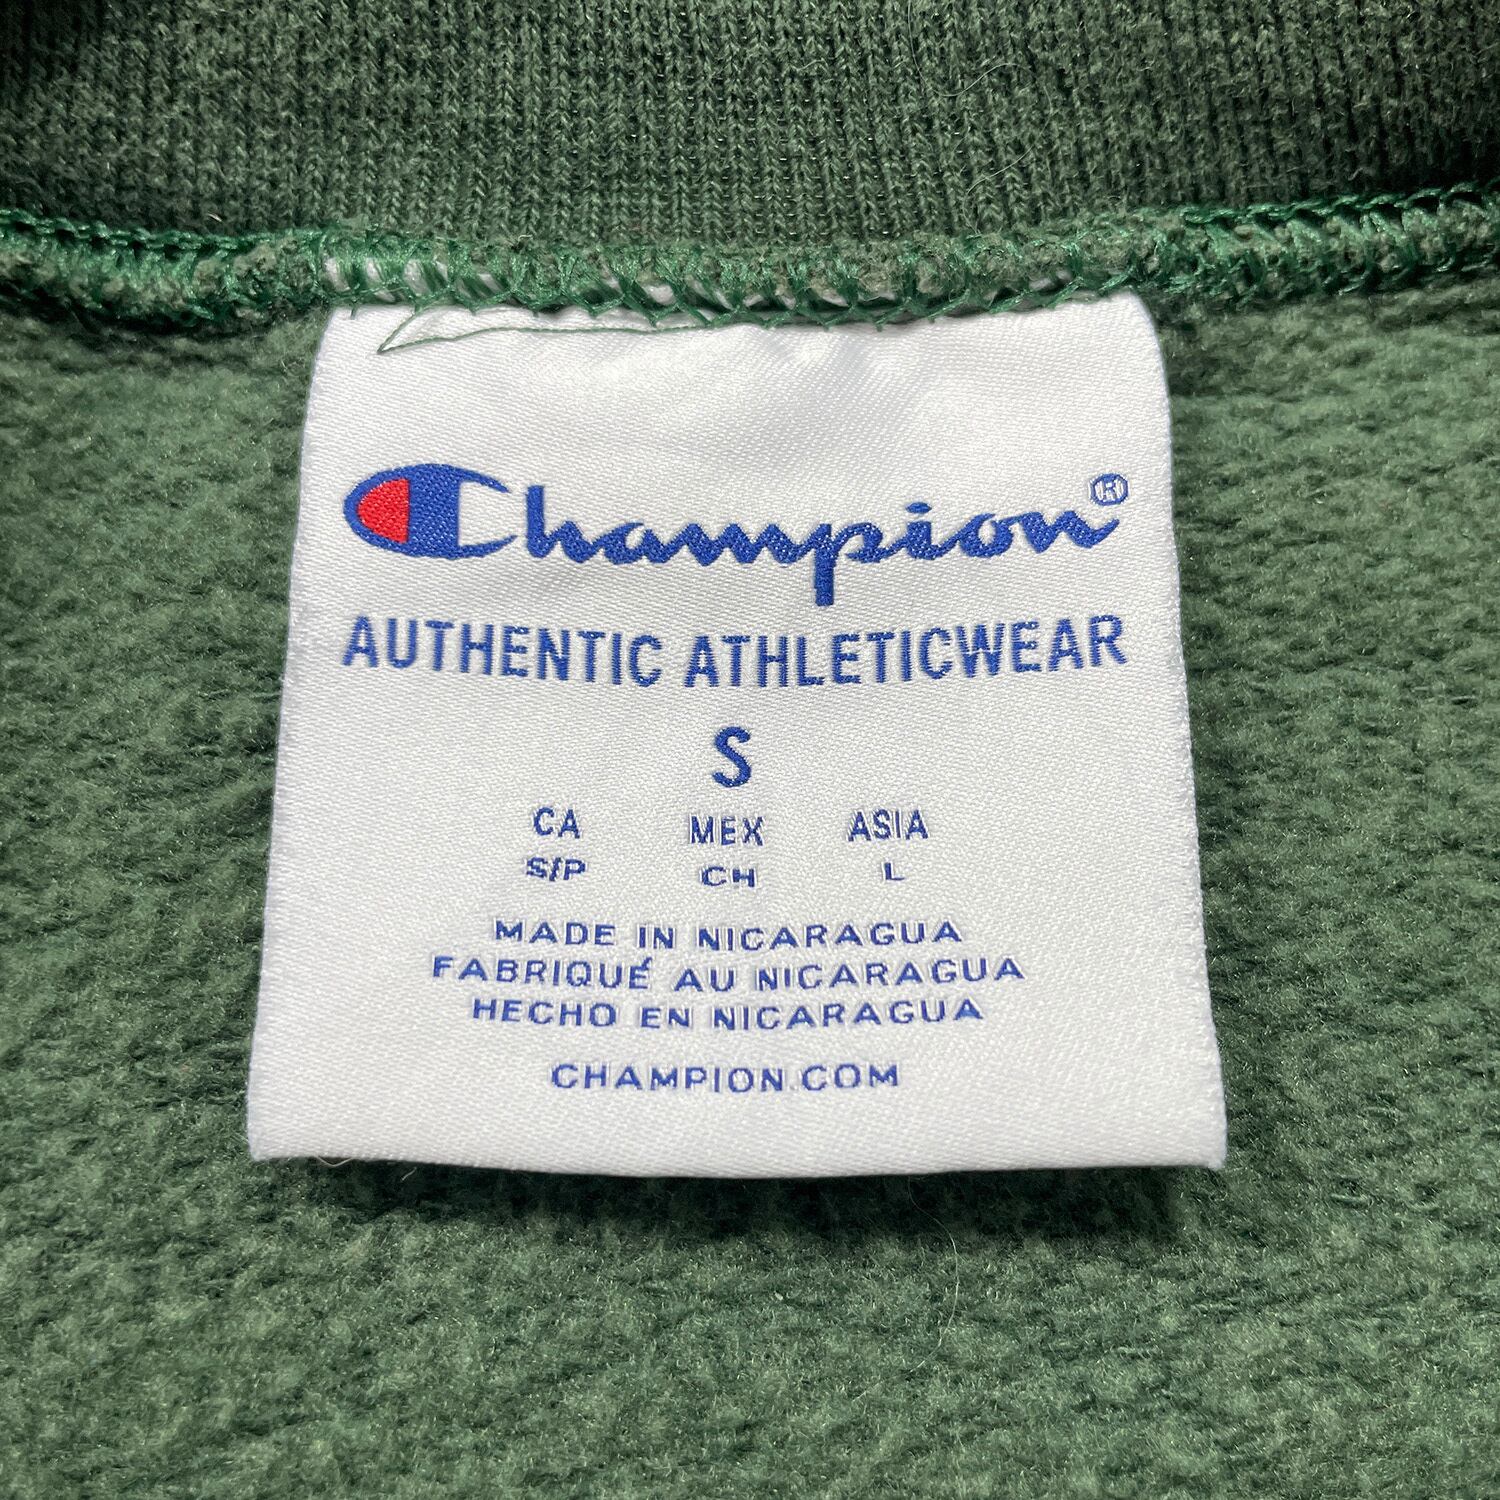 Champion®
AUTHENTIC ATHLETICWEAR
S
CA MEX ASIA
S/P CH L
MADE IN NICARAGUA
FABRIQUÉ AU NICARAGUA
HECHO EN NICARAGUA
CHAMPION.COM